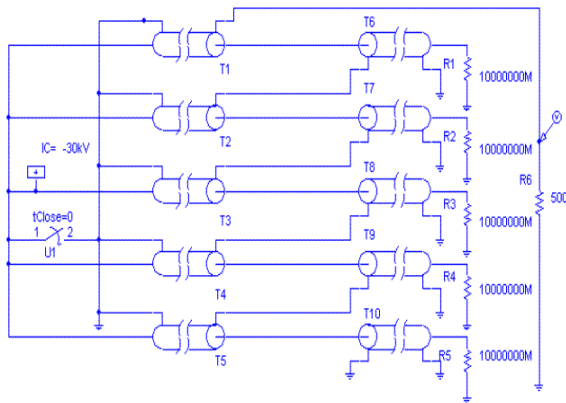 T6
T1
R1
10000000M
T7
T2
R2
10000000M
V
IC= -30kV
+
T8
R6
T3
R3
500
tClose=0
10000000M
1 2
U1
T9
T4
R4
10000000M
T10
T5
R5
10000000M